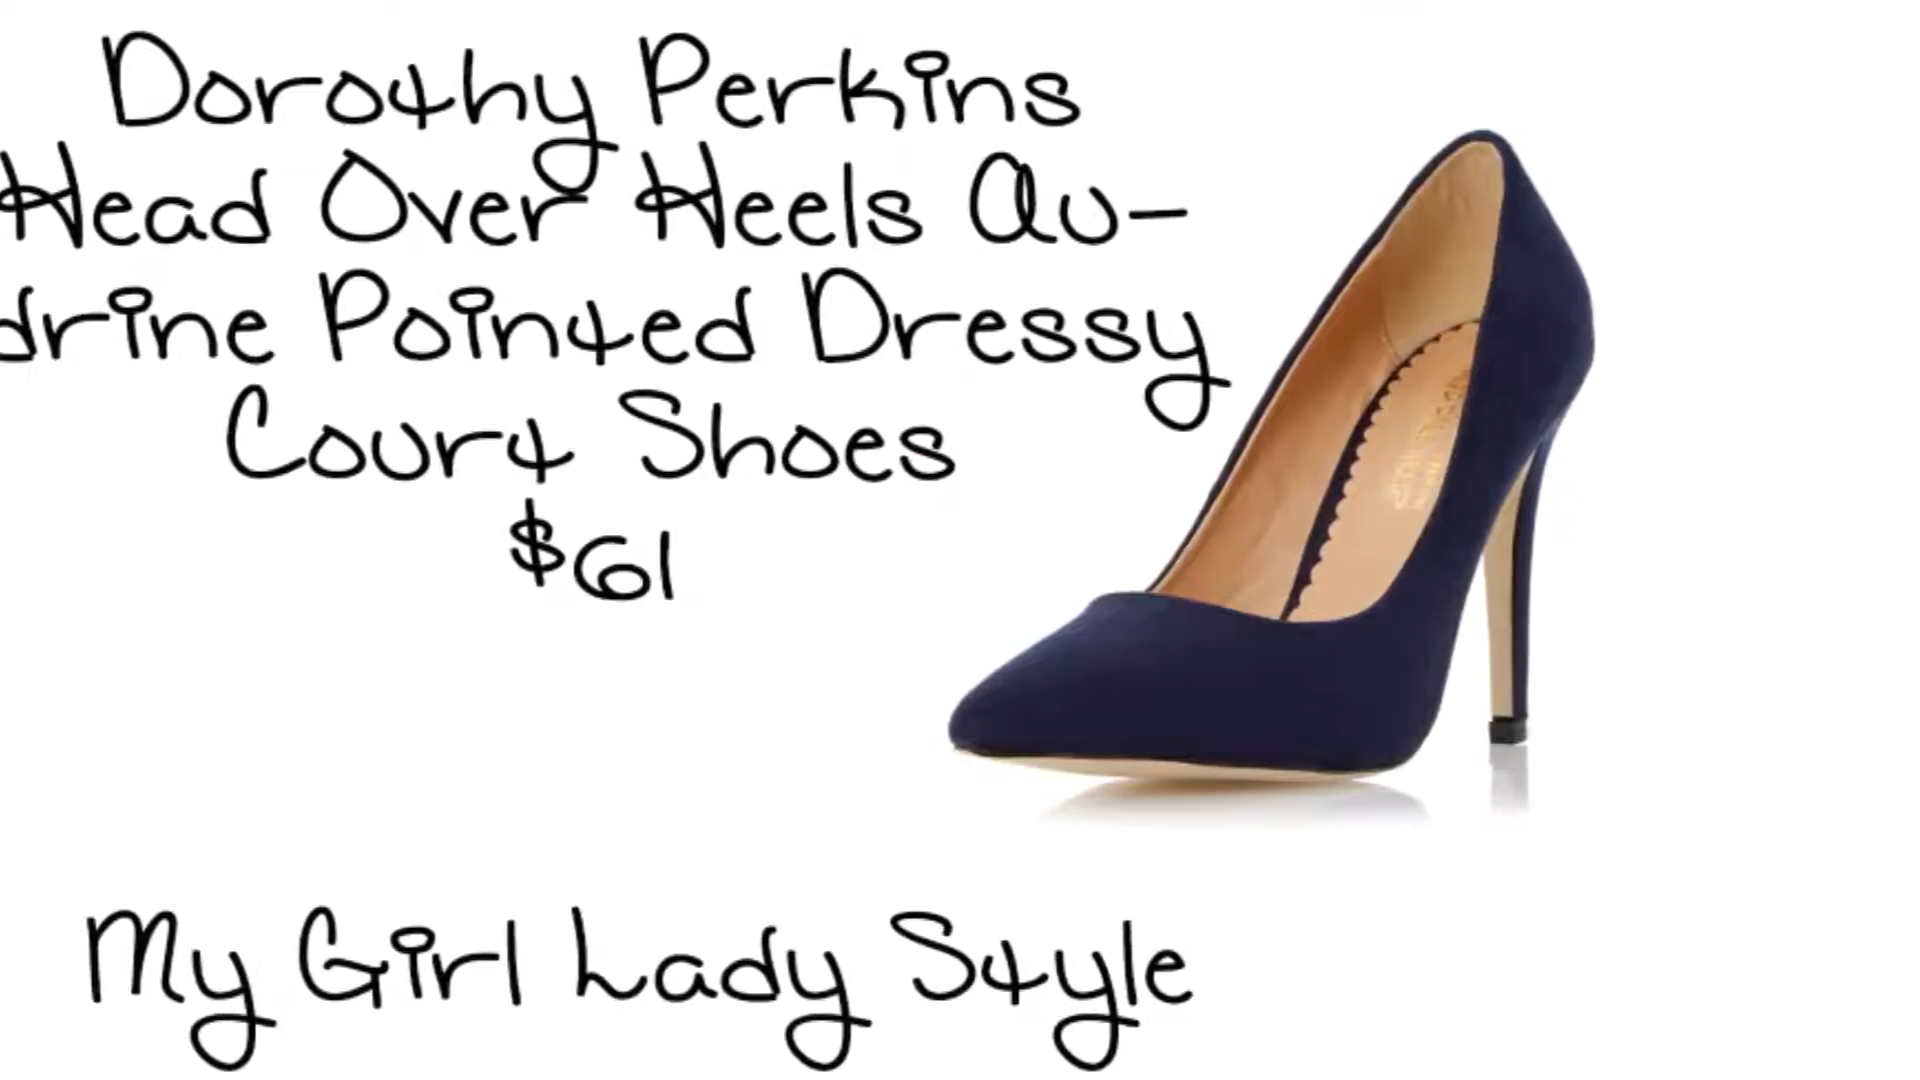 Dorothy Perkins
Head Over Heels Au-
drine Pointed Dressy
Court Shoes
$61
My Girl Lady Style